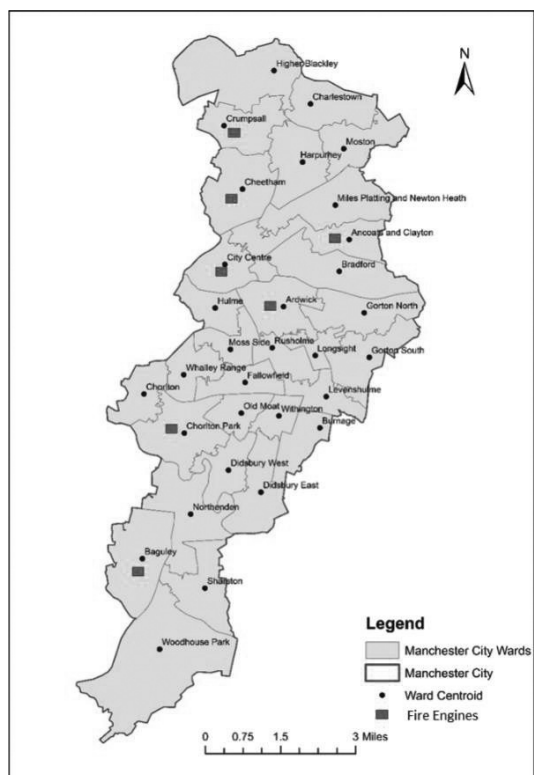 N
Higher Blackley
Charlestown
Crumpsall
Moston
Harpurhey
Cheetham
Miles Platting and Newton Heath
Ancoats and Clayton
City Centre
Bradford
Hulme
Ardwick
Gorton North
Moss Side
Rusholme
Longsight
Gorton South
Whalley Range
Fallowfield
Chorlton
Levenshulme
Old Moat
Withington
Chorlton Park
Burnage
Didsbury West
Didsbury East
Northenden
Baguley
Sharston
Woodhouse Park
Legend
Manchester City Wards
Manchester City
Ward Centroid
Fire Engines
0 0.75 1.5 3 Miles